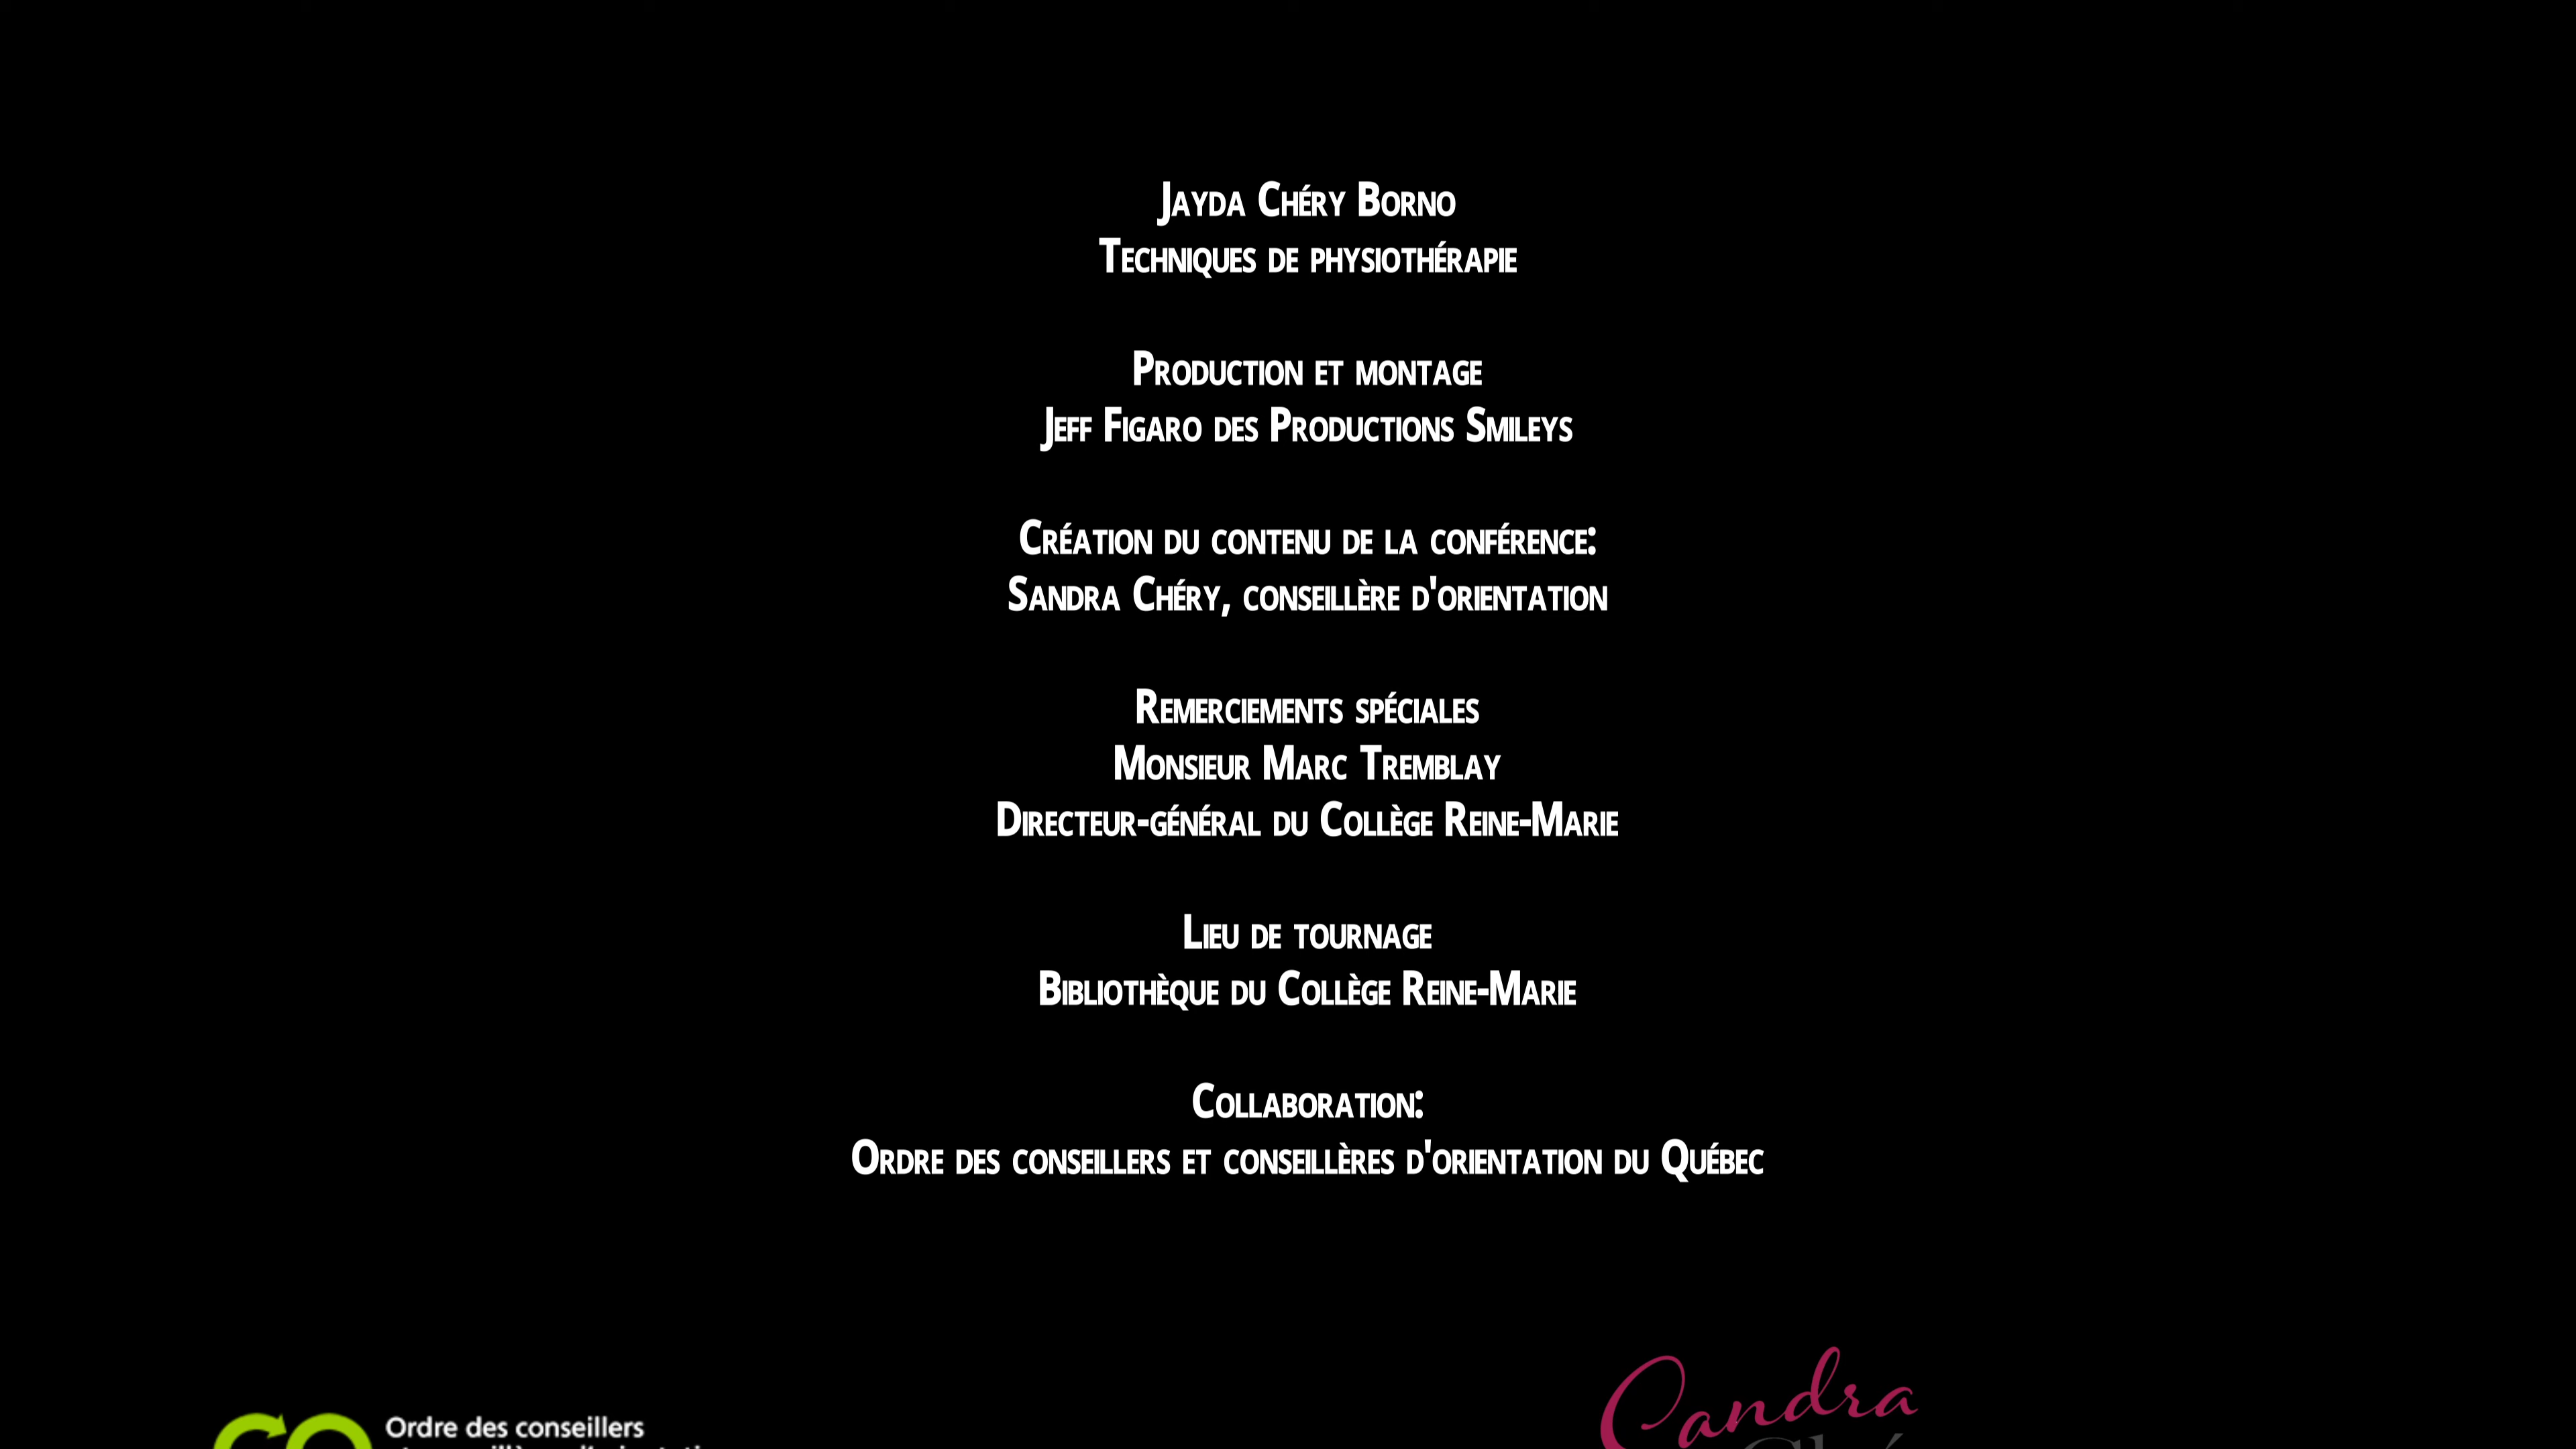 Jayda Chéry Borno
Techniques de physiothérapie
Production et montage
Jeff Figaro des Productions Smileys
Création du contenu de la conférence:
Sandra Chéry, conseillère d'orientation
Remerciements spéciales
Monsieur Marc Tremblay
Directeur-général du Collège Reine-Marie
Lieu de tournage
Bibliothèque du Collège Reine-Marie
Collaboration:
Ordre des conseillers et conseillères d'orientation du Québec
Sandra
Ordre des conseillers